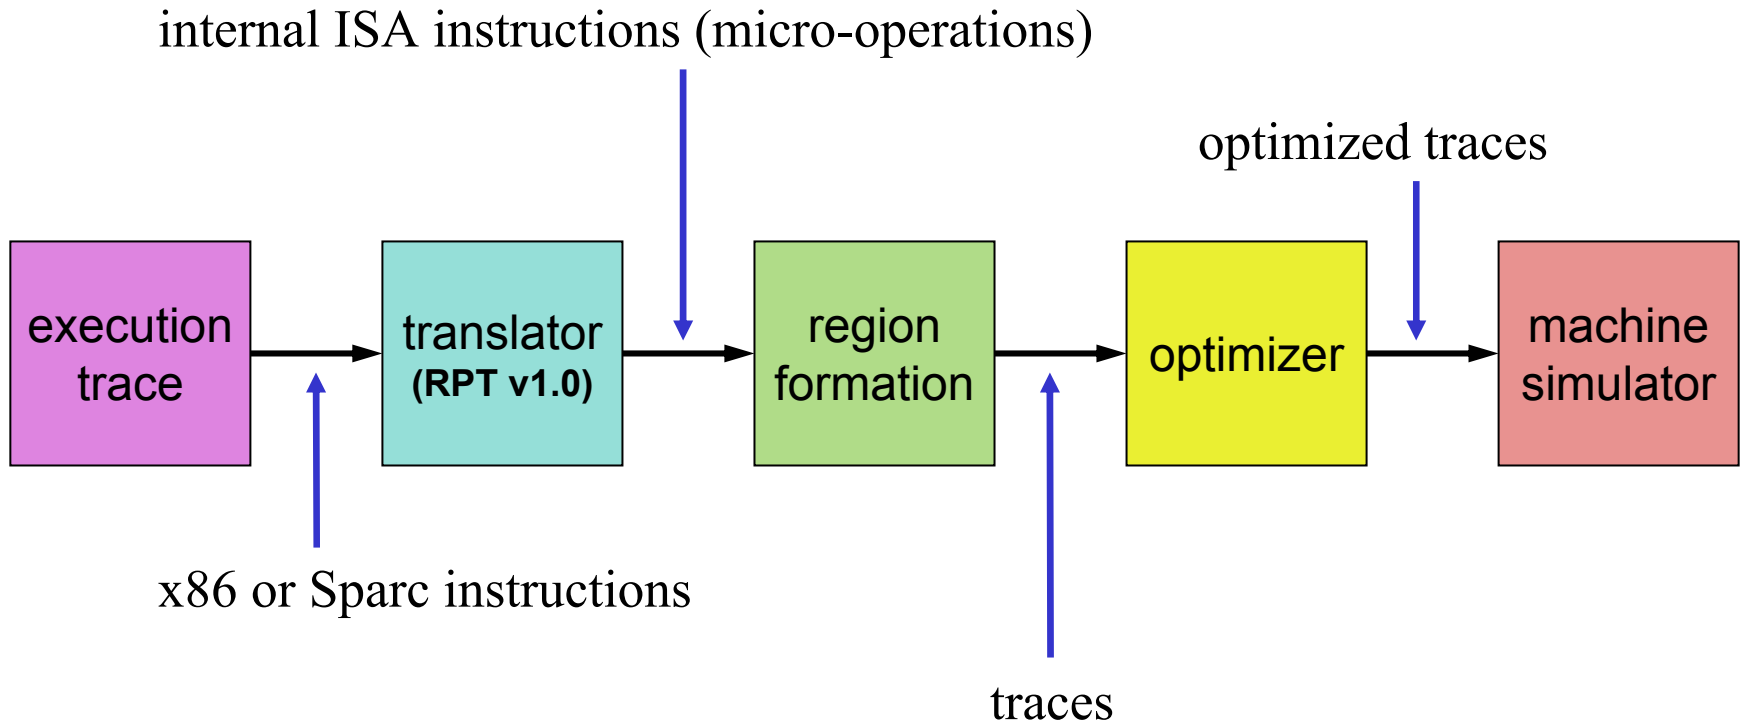 internal ISA instructions (micro-operations)
optimized traces
execution
trace
translator
(RPT v1.0)
region
formation
optimizer
machine
simulator
x86 or Sparc instructions
traces